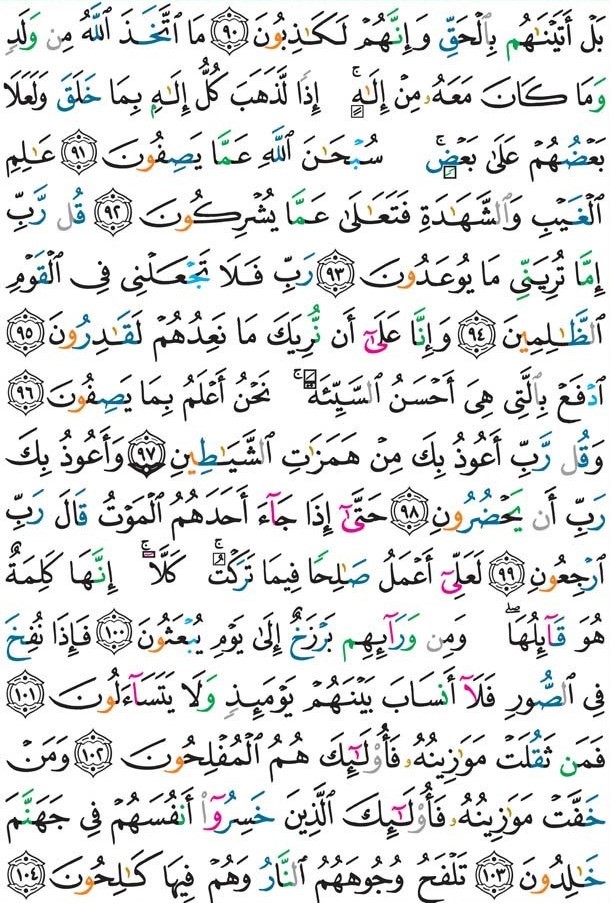 بَلْ أَتَيْنَٰهُم بِٱلْحَقِّ وَإِنَّهُمْ لَكَٰذِبُونَ ٩٠ مَا ٱتَّخَذَ ٱللَّهُ مِن وَلَدٍ
وَمَا كَانَ مَعَهُۥ مِنْ إِلَٰهٍ ۚ إِذًا لَّذَهَبَ كُلُّ إِلَٰهٍۭ بِمَا خَلَقَ وَلَعَلَا
بَعْضُهُمْ عَلَىٰ بَعْضٍ ۚ سُبْحَٰنَ ٱللَّهِ عَمَّا يَصِفُونَ ٩١ عَٰلِمِ
ٱلْغَيْبِ وَٱلشَّهَٰدَةِ فَتَعَٰلَىٰ عَمَّا يُشْرِكُونَ ٩٢ قُل رَّبِّ
إِمَّا تُرِيَنِّي مَا يُوعَدُونَ ٩٣ رَبِّ فَلَا تَجْعَلْنِي فِي ٱلْقَوْمِ
ٱلظَّٰلِمِينَ ٩٤ وَإِنَّا عَلَىٰٓ أَن نُّرِيَكَ مَا نَعِدُهُمْ لَقَٰدِرُونَ ٩٥
ٱدْفَعْ بِٱلَّتِي هِيَ أَحْسَنُ ٱلسَّيِّئَةَ ۚ نَحْنُ أَعْلَمُ بِمَا يَصِفُونَ ٩٦
وَقُل رَّبِّ أَعُوذُ بِكَ مِنْ هَمَزَٰتِ ٱلشَّيَٰطِينِ ٩٧ وَأَعُوذُ بِكَ
رَبِّ أَن يَحْضُرُونِ ٩٨ حَتَّىٰٓ إِذَا جَآءَ أَحَدَهُمُ ٱلْمَوْتُ قَالَ رَبِّ
ٱرْجِعُونِ ٩٩ لَعَلِّيٓ أَعْمَلُ صَٰلِحًا فِيمَا تَرَكْتُ ۚ كَلَّآ ۚ إِنَّهَا كَلِمَةٌ
هُوَ قَآئِلُهَا ۖ وَمِن وَرَآئِهِم بَرْزَخٌ إِلَىٰ يَوْمِ يُبْعَثُونَ ١٠٠ فَإِذَا نُفِخَ
فِي ٱلصُّورِ فَلَآ أَنسَابَ بَيْنَهُمْ يَوْمَئِذٍ وَلَا يَتَسَآءَلُونَ ١٠١
فَمَن ثَقُلَتْ مَوَٰزِينُهُۥ فَأُو۟لَٰٓئِكَ هُمُ ٱلْمُفْلِحُونَ ١٠٢ وَمَنْ
خَفَّتْ مَوَٰزِينُهُۥ فَأُو۟لَٰٓئِكَ ٱلَّذِينَ خَسِرُوٓا۟ أَنفُسَهُمْ فِي جَهَنَّمَ
خَٰلِدُونَ ١٠٣ تَلْفَحُ وُجُوهَهُمُ ٱلنَّارُ وَهُمْ فِيهَا كَٰلِحُونَ ١٠٤